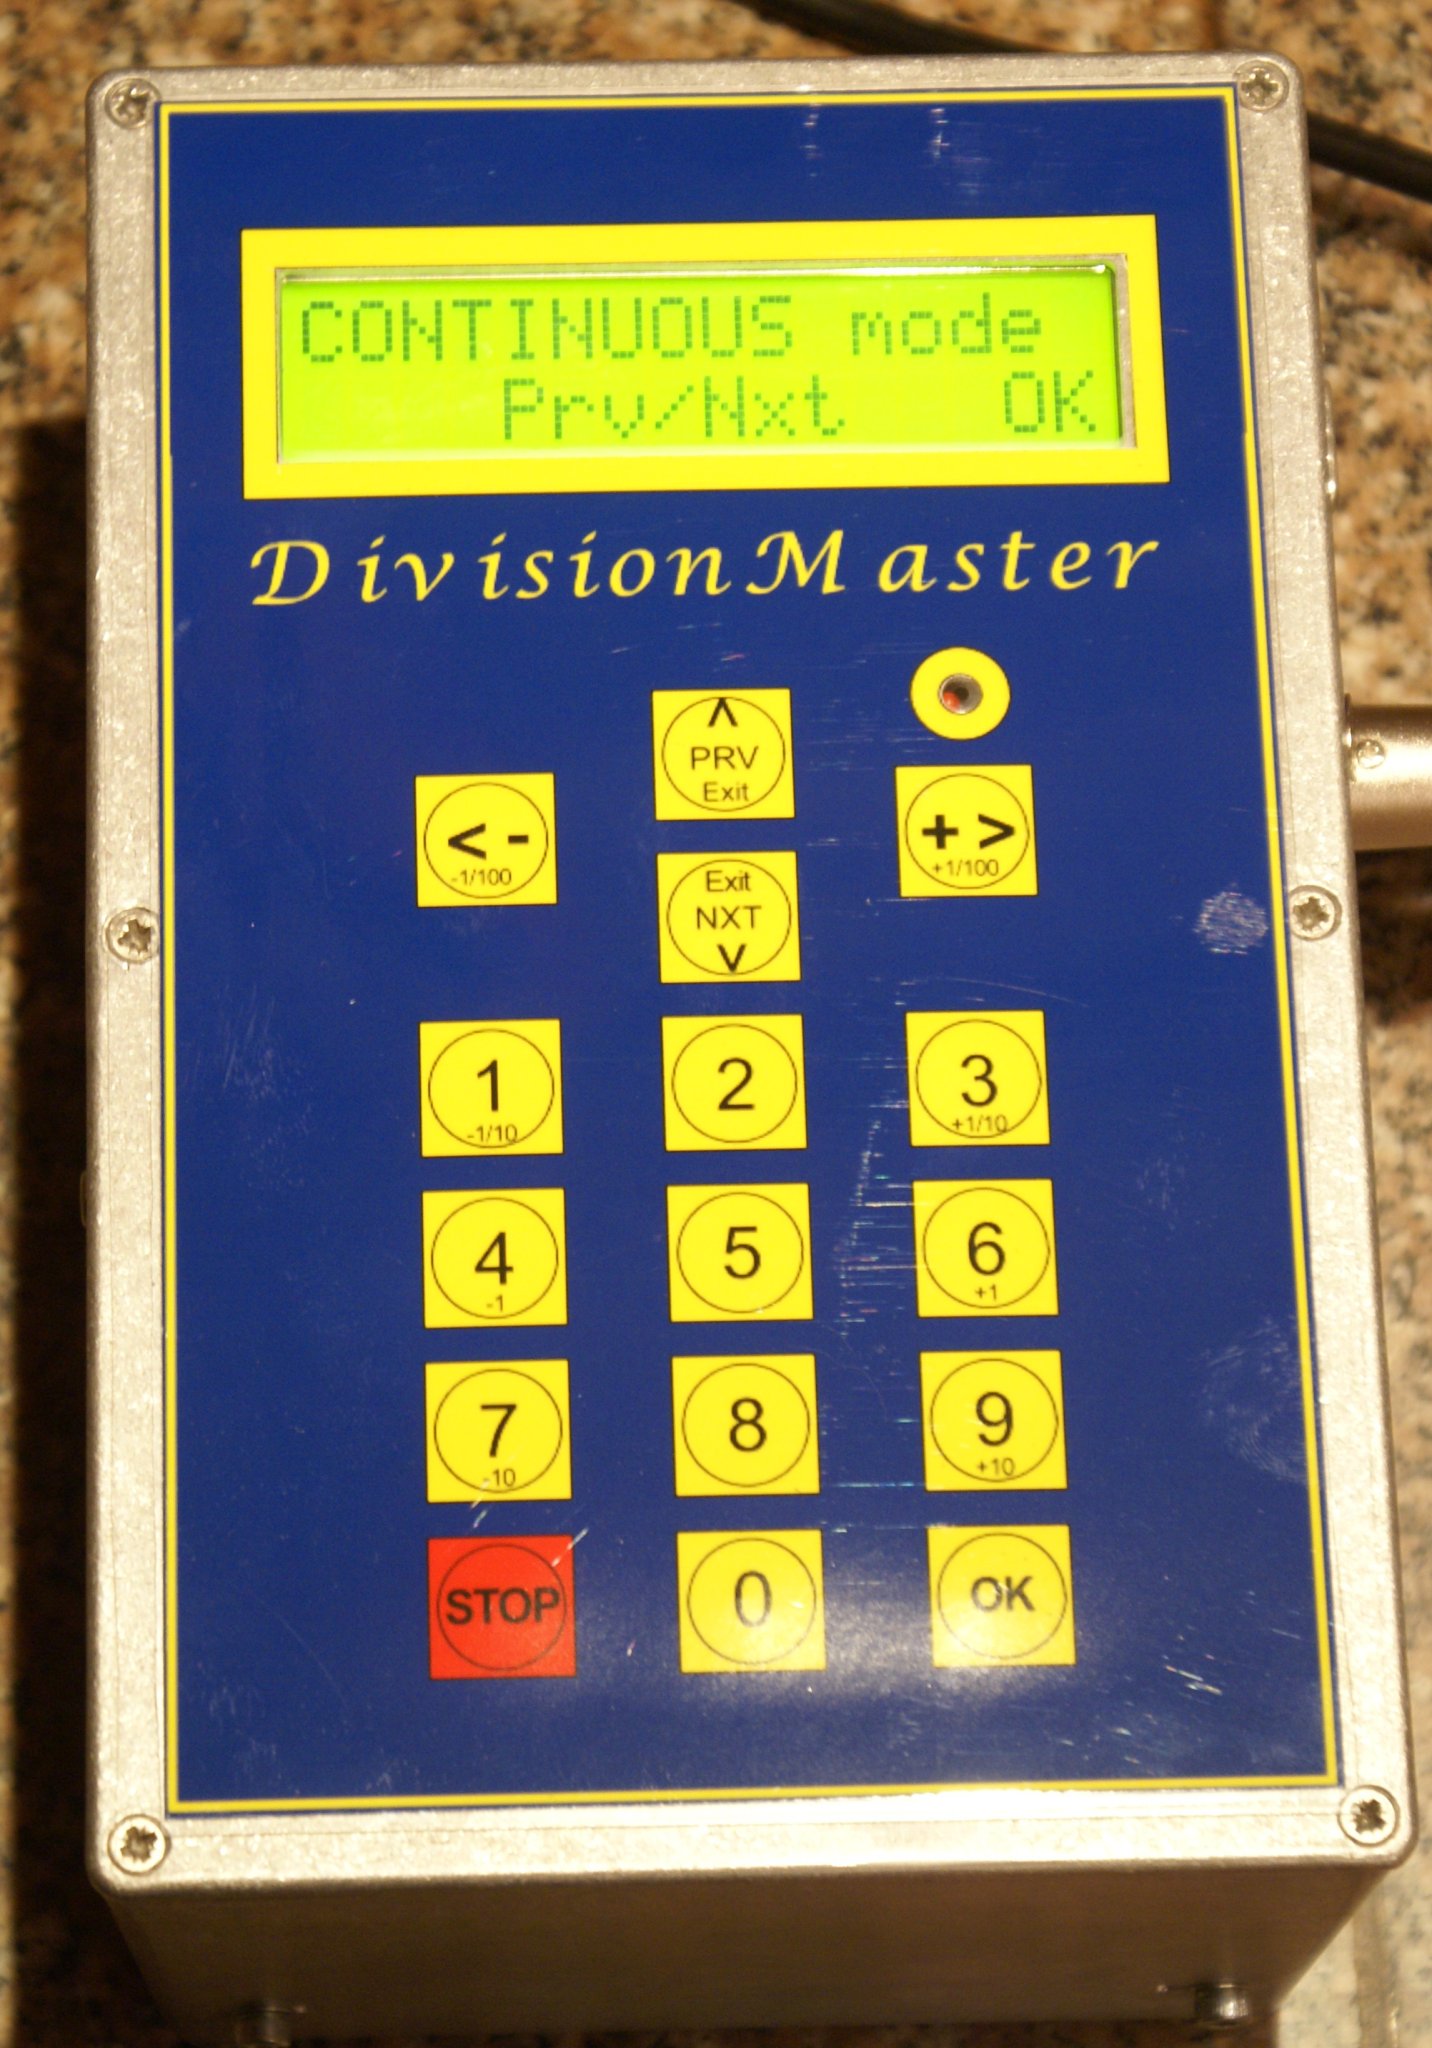 CONTINUOUS mode
Prv/Nxt OK
DivisionMaster
Λ
PRV
Exit
< -
-1/100
+ >
+1/100
Exit
NXT
V
1
-1/10
2
3
+1/10
4
-1
5
6
+1
7
-10
8
9
+10
STOP
0
OK